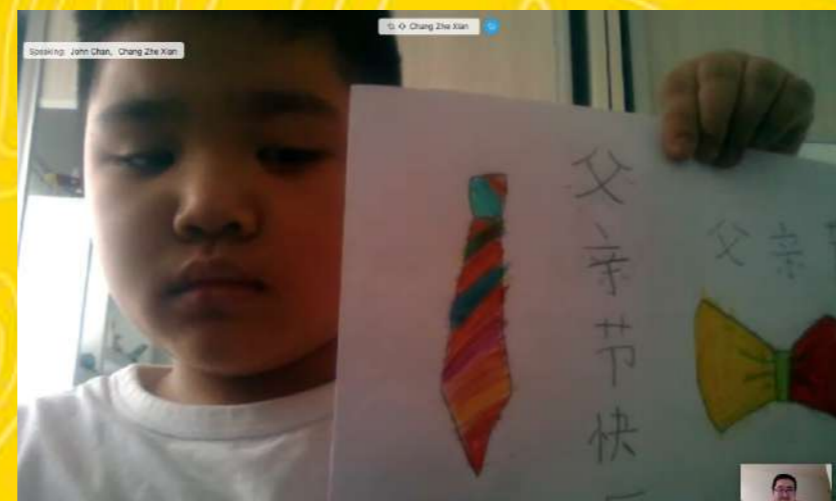 Chang Zhe Xian
Speaking: John Chan, Chang Zhe Xian
父亲节快
父亲